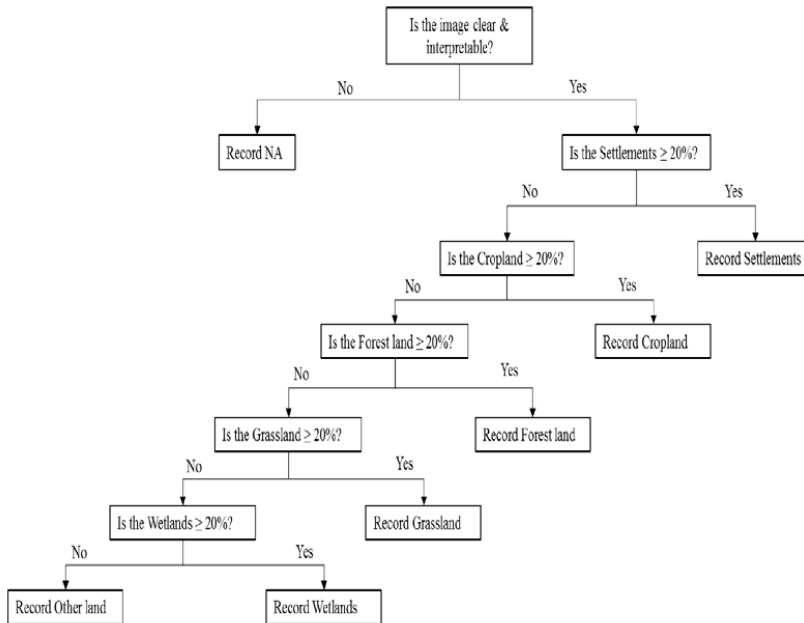 Is the image clear &
interpretable?
No
Yes
Record NA
Is the Settlements ≥ 20%?
No
Yes
Is the Cropland ≥ 20%?
Record Settlements
No
Yes
Is the Forest land ≥ 20%?
Record Cropland
No
Yes
Is the Grassland ≥ 20%?
Record Forest land
No
Yes
Is the Wetlands ≥ 20%?
Record Grassland
No
Yes
Record Other land
Record Wetlands